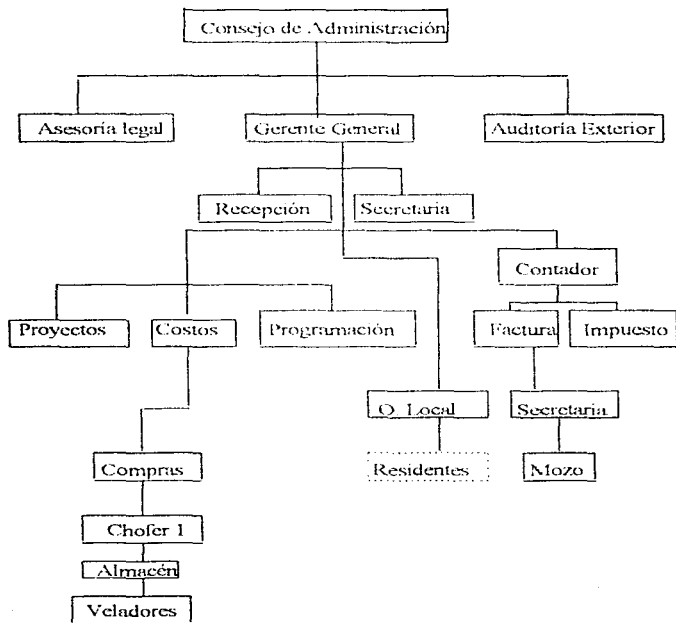 Consejo de Administración
Asesoría legal
Gerente General
Auditoría Exterior
Recepción
Secretaria
Contador
Proyectos
Costos
Programación
Factura
Impuesto
O. Local
Secretaria
Compras
Residentes
Mozo
Chofer 1
Almacén
Veladores